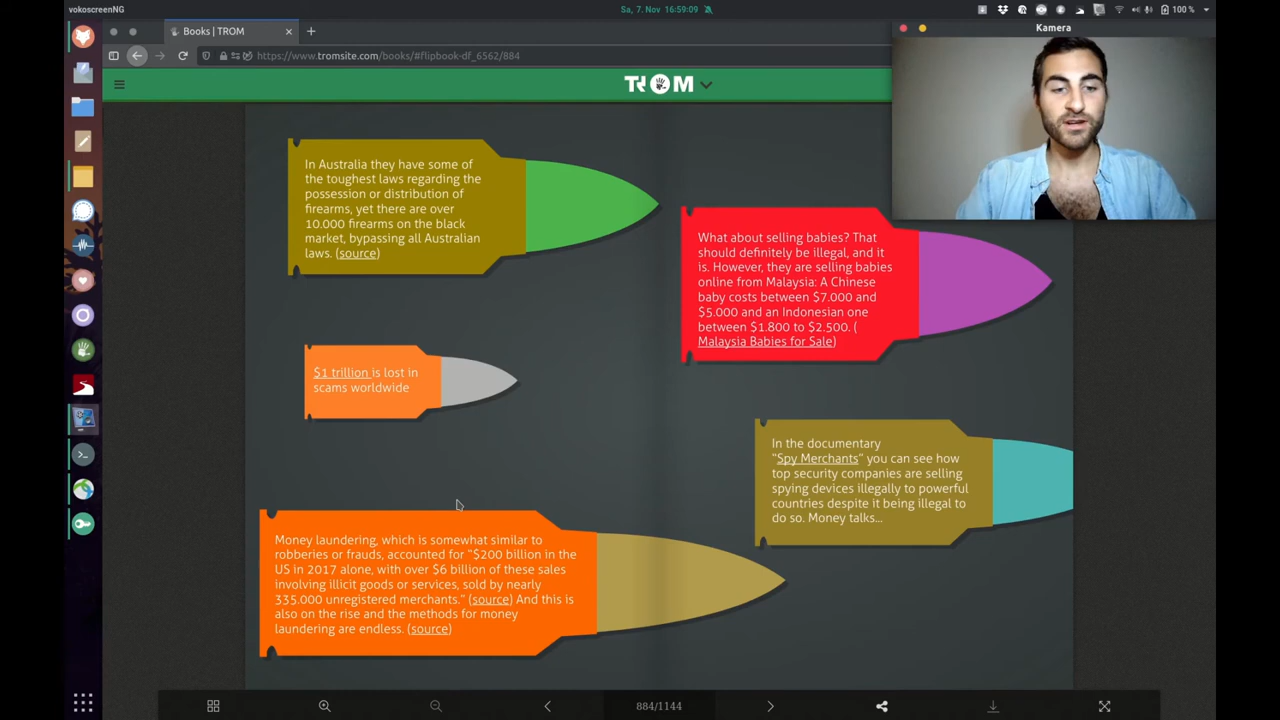 vokoscreenNG
Sa, 7. Nov 16:59:09
100 %
Books | TROM
https://www.tromsite.com/books/#flipbook-df_6562/884
Kamera
TROM
In Australia they have some of
the toughest laws regarding the
possession or distribution of
firearms, yet there are over
10.000 firearms on the black
market, bypassing all Australian
laws. (source)
What about selling babies? That
should definitely be illegal, and it
is. However, they are selling babies
online from Malaysia: A Chinese
baby costs between $7.000 and
$5.000 and an Indonesian one
between $1.800 to $2.500. (
Malaysia Babies for Sale)
$1 trillion is lost in
scams worldwide
In the documentary
"Spy Merchants" you can see how
top security companies are selling
spying devices illegally to powerful
countries despite it being illegal to
do so. Money talks...
Money laundering, which is somewhat similar to
robberies or frauds, accounted for "$200 billion in the
US in 2017 alone, with over $6 billion of these sales
involving illicit goods or services, sold by nearly
335.000 unregistered merchants." (source) And this is
also on the rise and the methods for money
laundering are endless. (source)
884/1144